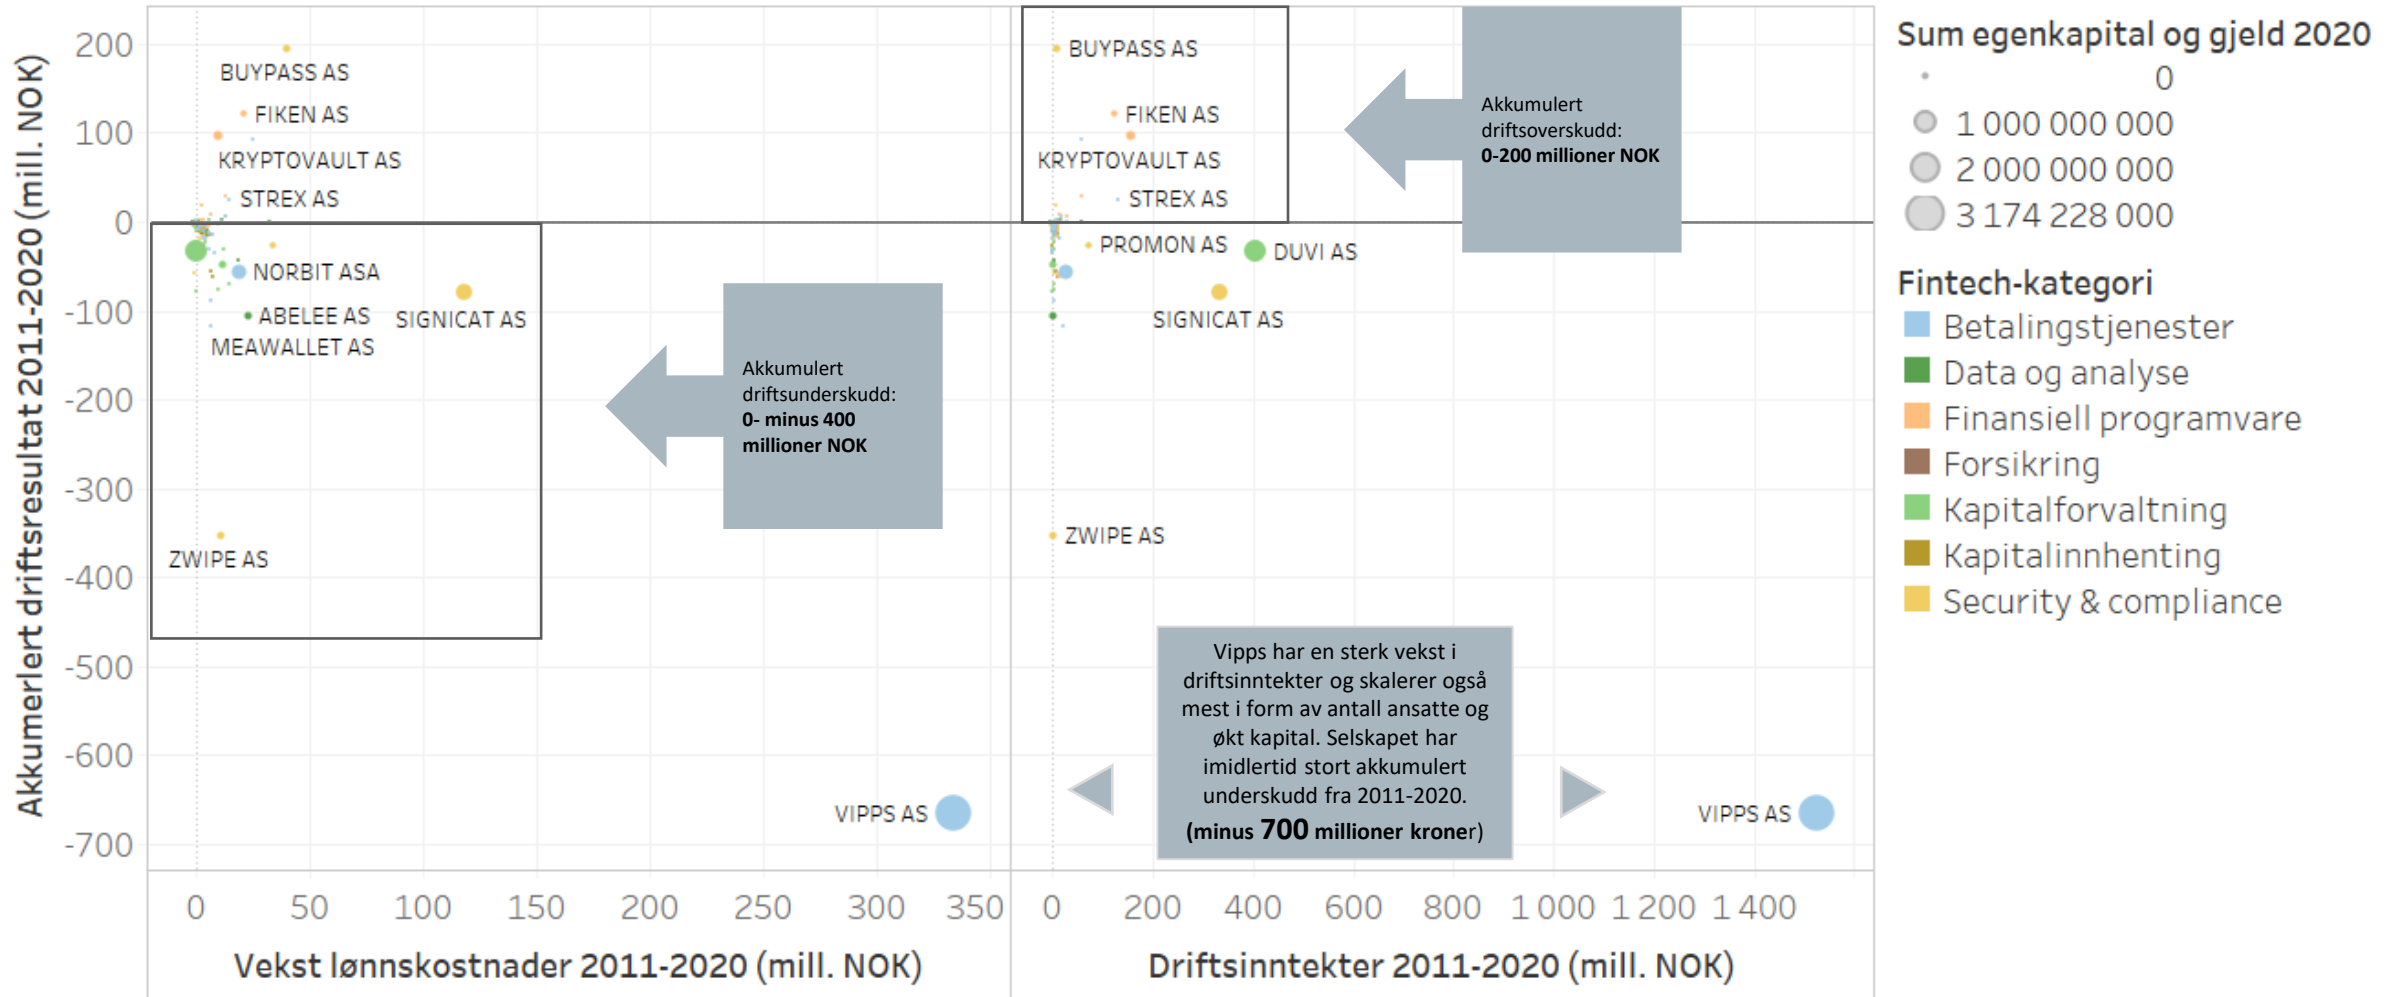 Akkumerlert driftsresultat 2011-2020 (mill. NOK)
200
100
0
-100
-200
-300
-400
-500
-600
-700
BUYPASS AS
FIKEN AS
KRYPTOVAULT AS
STREX AS
NORBIT ASA
ABELEE AS
SIGNICAT AS
MEAWALLET AS
ZWIPE AS
VIPPS AS
Akkumulert
driftsunderskudd:
0- minus 400
millioner NOK
0
50
100
150
200
250
300
350
Vekst lønnskostnader 2011-2020 (mill. NOK)
BUYPASS AS
FIKEN AS
KRYPTOVAULT AS
STREX AS
PROMON AS
DUVI AS
SIGNICAT AS
ZWIPE AS
VIPPS AS
Akkumulert
driftsoverskudd:
0-200 millioner NOK
Vipps har en sterk vekst i
driftsinntekter og skalerer også
mest i form av antall ansatte og
økt kapital. Selskapet har
imidlertid stort akkumulert
underskudd fra 2011-2020.
(minus 700 millioner kroner)
0
200
400
600
800
1 000
1 200
1 400
Driftsinntekter 2011-2020 (mill. NOK)
Sum egenkapital og gjeld 2020
0
1 000 000 000
2 000 000 000
3 174 228 000
Fintech-kategori
Betalingstjenester
Data og analyse
Finansiell programvare
Forsikring
Kapitalforvaltning
Kapitalinnhenting
Security & compliance